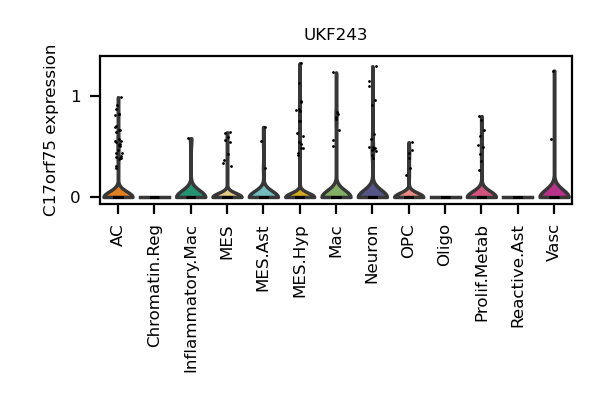 UKF243
C17orf75 expression
1
0
AC
Chromatin.Reg
Inflammatory.Mac
MES
MES.Ast
MES.Hyp
Mac
Neuron
OPC
Oligo
Prolif.Metab
Reactive.Ast
Vasc